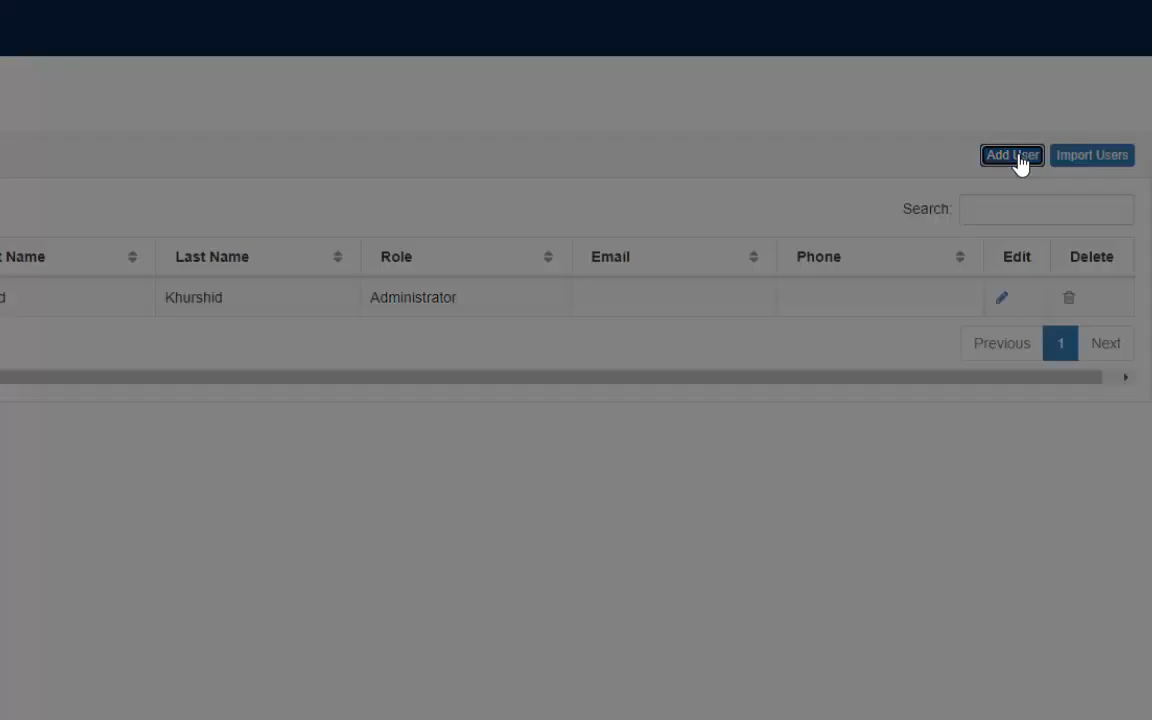 Add User Import Users
Search:
t Name Last Name Role Email Phone Edit Delete
d Khurshid Administrator
Previous 1 Next